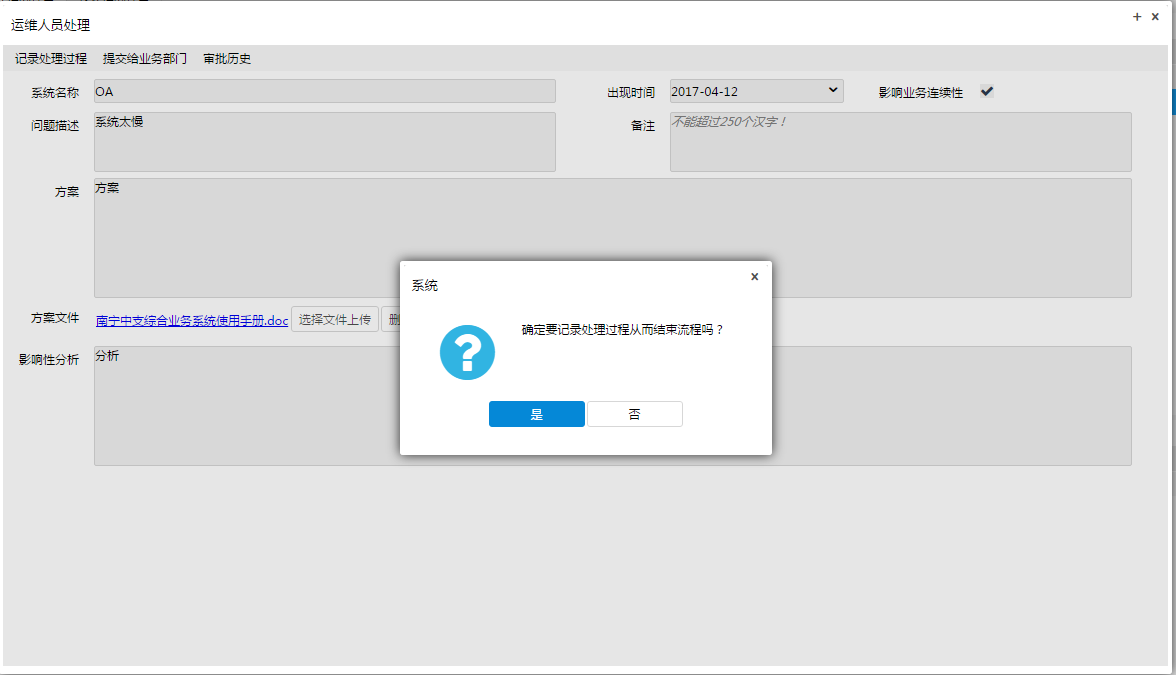 运维人员处理
记录处理过程 提交给业务部门 审批历史
系统名称 OA 出现时间 2017-04-12 影响业务连续性
问题描述 系统太慢 备注 不能超过250个汉字！
方案 方案
方案文件 南宁中支综合业务系统使用手册.doc 选择文件上传 删
影响性分析 分析
系统
确定要记录处理过程从而结束流程吗？
是 否